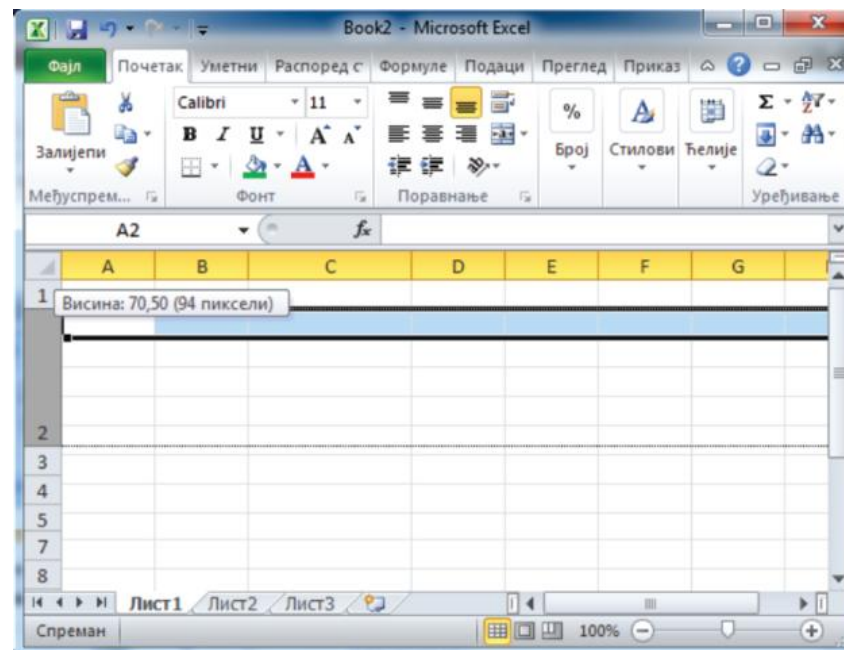 Book2 - Microsoft Excel
Фајл Почетак Уметни Распоред с Формуле Подаци Преглед Приказ
Calibri 11 % Σ
B I U A A A A
Залијепи Број Стилови Ћелије
Међуспрем... Фонт Поравнање Уређивање
A2 fx
A B C D E F G
1
Висина: 70,50 (94 пиксели)
2
3
4
5
7
8
Лист1 Лист2 Лист3
Спреман 100%